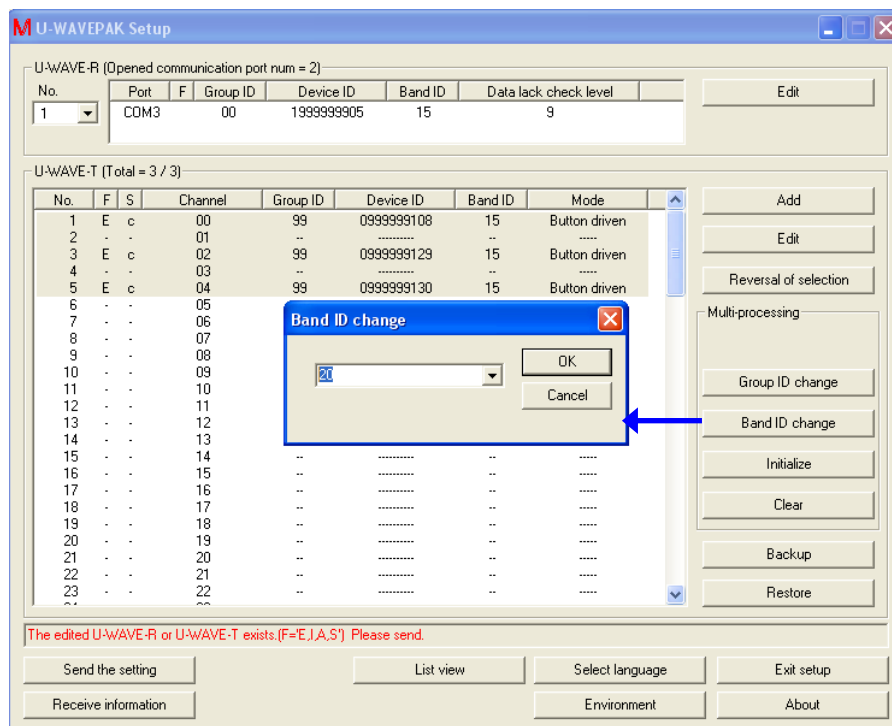 M U-WAVEPAK Setup
U-WAVE-R (Opened communication port num = 2)
No. Port F Group ID Device ID Band ID Data lack check level Edit
1 COM3 00 1999999905 15 9
U-WAVE-T (Total = 3 / 3)
No. F S Channel Group ID Device ID Band ID Mode Add
1 E c 00 99 0999999108 15 Button driven
2 - - 01 -- ---------- -- ----- Edit
3 E c 02 99 0999999129 15 Button driven
4 - - 03 -- ---------- -- -----
5 E c 04 99 0999999130 15 Button driven Reversal of selection
6 - - 05
7 - - 06 Band ID change Multi-processing
8 - - 07
9 - - 08 OK
10 - - 09 20 Group ID change
11 - - 10 Cancel
12 - - 11
13 - - 12 Band ID change
14 - - 13
15 - - 14 -- ---------- -- -----
16 - - 15 -- ---------- -- ----- Initialize
17 - - 16 -- ---------- -- -----
18 - - 17 -- ---------- -- ----- Clear
19 - - 18 -- ---------- -- -----
20 - - 19 -- ---------- -- -----
21 - - 20 -- ---------- -- ----- Backup
22 - - 21 -- ---------- -- -----
23 - - 22 -- ---------- -- ----- Restore
The edited U-WAVE-R or U-WAVE-T exists.(F='E,I,A,S') Please send.
Send the setting List view Select language Exit setup
Receive information Environment About